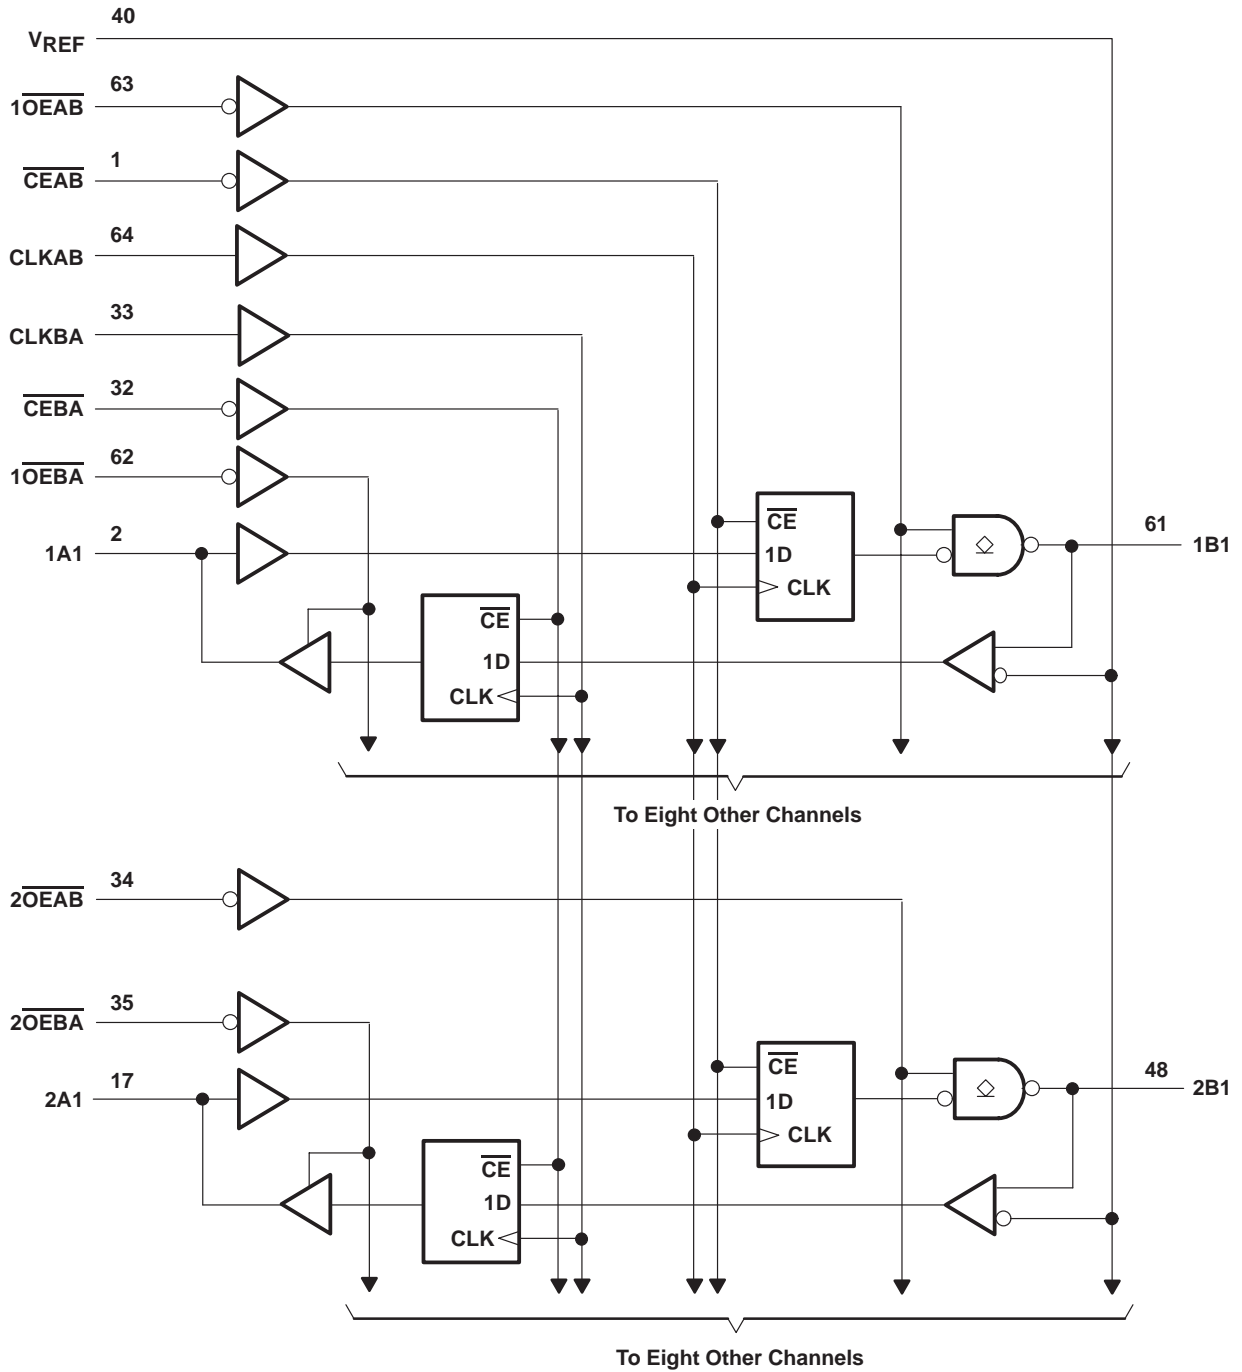 40
VREF
63
1OEAB
1
CEAB
64
CLKAB
33
CLKBA
32
CEBA
62
1OEBA
2
1A1
CE
1D
CLK
61
1B1
CE
1D
CLK
To Eight Other Channels
34
2OEAB
35
2OEBA
17
2A1
CE
1D
CLK
48
2B1
CE
1D
CLK
To Eight Other Channels